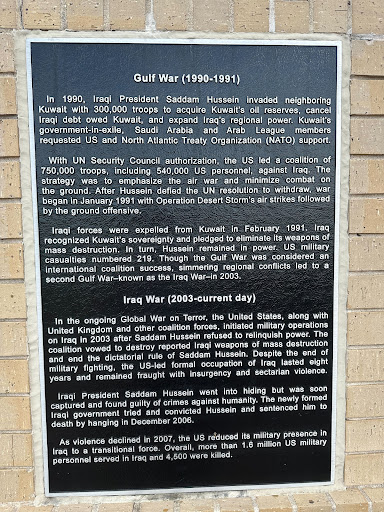 Gulf War (1990-1991)
In 1990, Iraqi President Saddam Hussein invaded neighboring
Kuwait with 300,000 troops to acquire Kuwait's oil reserves, cancel
Iraqi debt owed Kuwait, and expand Iraq's regional power. Kuwait's
government-in-exile, Saudi Arabia and Arab League members
requested US and North Atlantic Treaty Organization (NATO) support.
With UN Security Council authorization, the US led a coalition of
750,000 troops, including 540,000 US personnel, against Iraq. The
strategy was to emphasize the air war and minimize combat on
the ground. After Hussein defied the UN resolution to withdraw, war
began in January 1991 with Operation Desert Storm's air strikes followed
by the ground offensive.
Iraqi forces were expelled from Kuwait in February 1991. Iraq
recognized Kuwait's sovereignty and pledged to eliminate its weapons of
mass destruction. In turn, Hussein remained in power. US military
casualties numbered 219. Though the Gulf War was considered an
international coalition success, simmering regional conflicts led to a
second Gulf War–known as the Iraq War–in 2003.
Iraq War (2003-current day)
In the ongoing Global War on Terror, the United States, along with
United Kingdom and other coalition forces, initiated military operations
on Iraq in 2003 after Saddam Hussein refused to relinquish power. The
coalition vowed to destroy reported Iraqi weapons of mass destruction
and end the dictatorial rule of Saddam Hussein. Despite the end of
military fighting, the US-led formal occupation of Iraq lasted eight
years and remained fraught with insurgency and sectarian violence.
Iraqi President Saddam Hussein went into hiding but was soon
captured and found guilty of crimes against humanity. The newly formed
Iraqi government tried and convicted Hussein and sentenced him to
death by hanging in December 2006.
As violence declined in 2007, the US reduced its military presence in
Iraq to a transitional force. Overall, more than 1.6 million US military
personnel served in Iraq and 4,500 were killed.